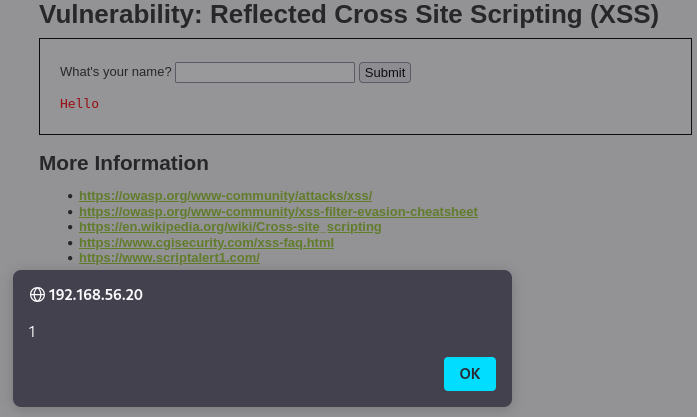 Vulnerability: Reflected Cross Site Scripting (XSS)
What's your name? Submit
Hello
More Information
https://owasp.org/www-community/attacks/xss/
https://owasp.org/www-community/xss-filter-evasion-cheatsheet
https://en.wikipedia.org/wiki/Cross-site_scripting
https://www.cgisecurity.com/xss-faq.html
https://www.scriptalert1.com/
192.168.56.20
1
OK